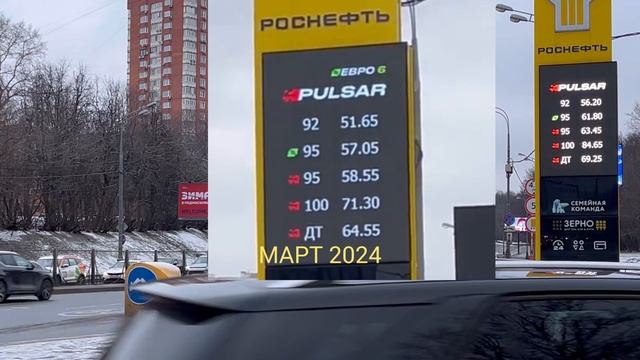 РОСНЕФТЬ
ЕВРО 6
PULSAR
92 51.65
95 57.05
95 58.55
100 71.30
ДТ 64.55
МАРТ 2024
РОСНЕФТЬ
PULSAR
92 56.20
95 61.80
95 63.45
100 84.65
ДТ 69.25
СЕМЕЙНАЯ
КОМАНДА
ЗЕРНО
ЗИМА